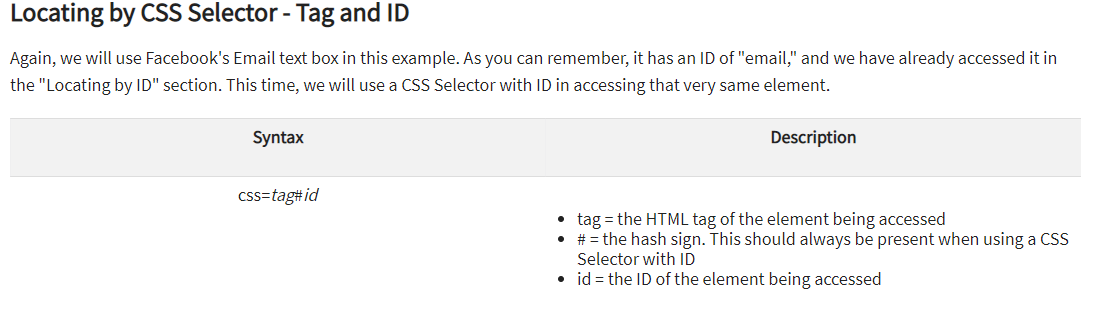 Locating by CSS Selector - Tag and ID
Again, we will use Facebook's Email text box in this example. As you can remember, it has an ID of "email," and we have already accessed it in
the "Locating by ID" section. This time, we will use a CSS Selector with ID in accessing that very same element.
Syntax
Description
css=tag#id
• tag = the HTML tag of the element being accessed
• # = the hash sign. This should always be present when using a CSS
Selector with ID
• id = the ID of the element being accessed